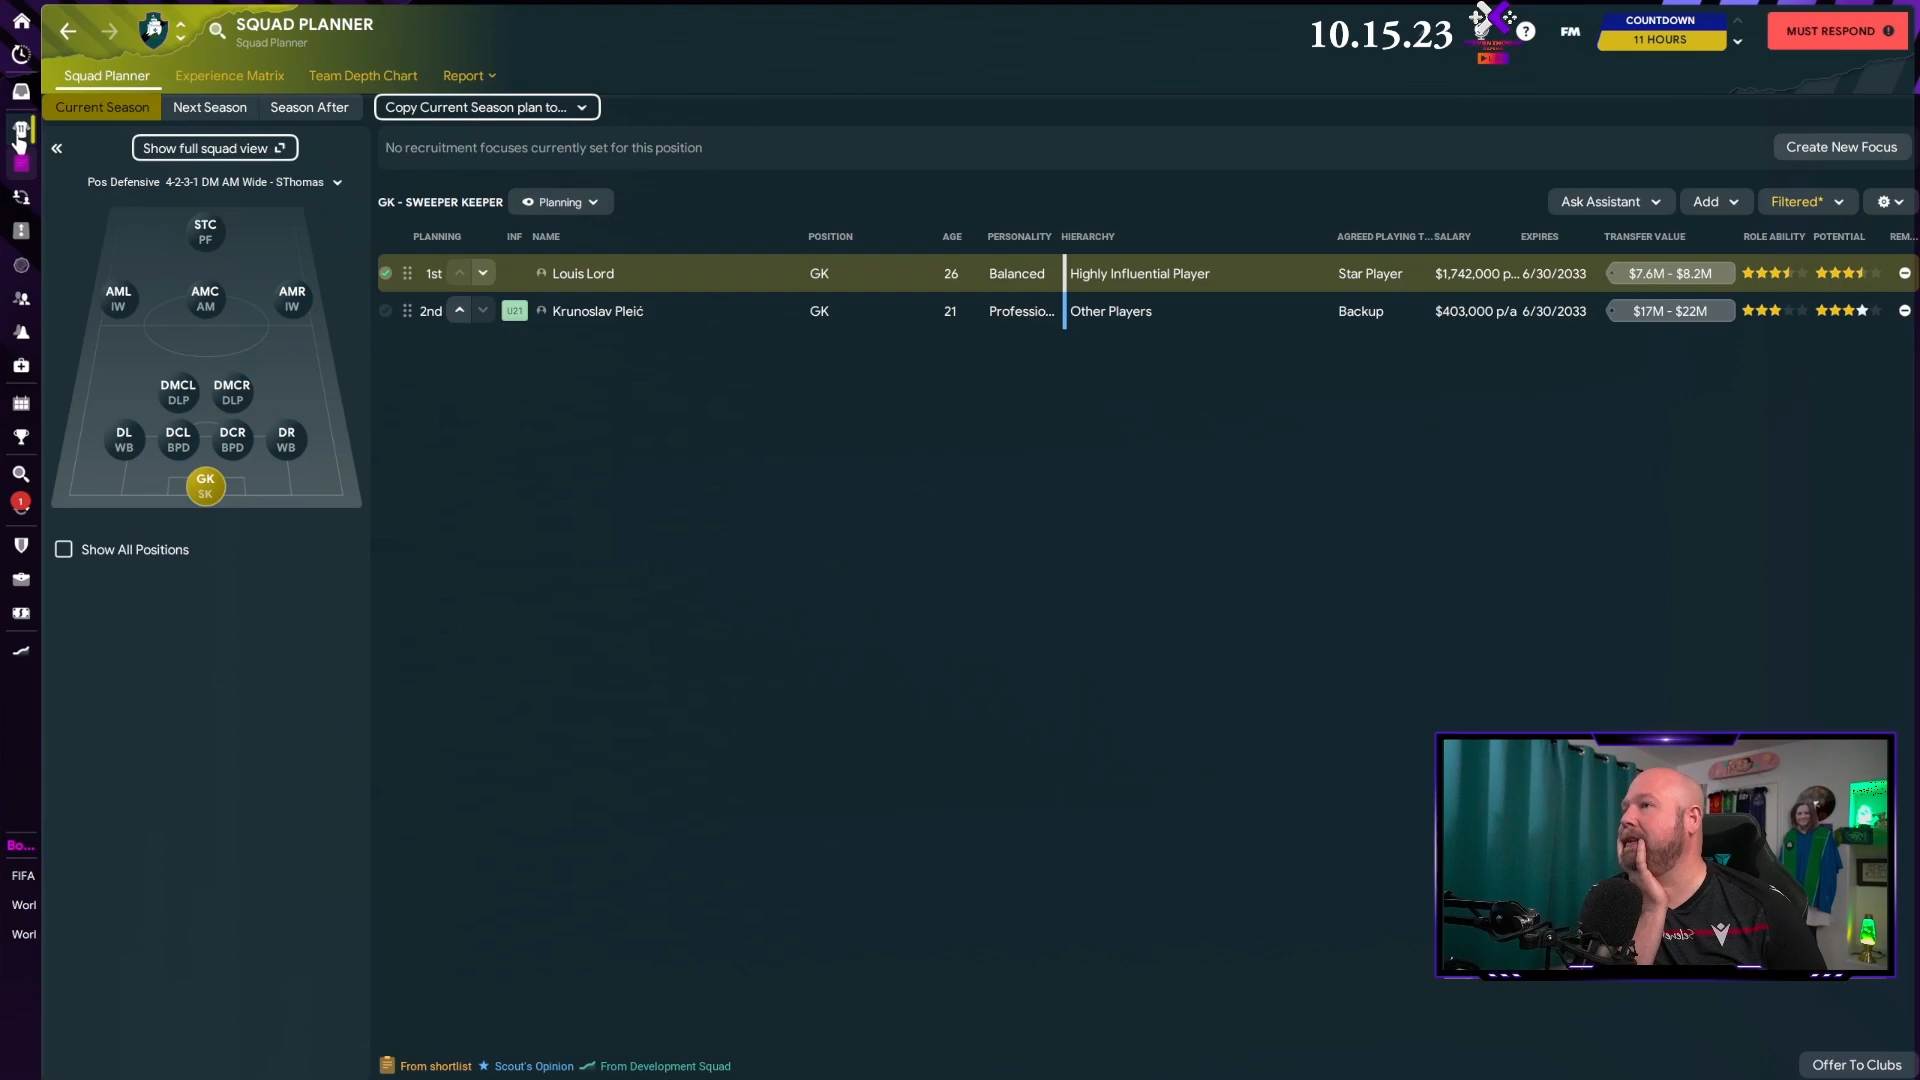 SQUAD PLANNER
Squad Planner
10.15.23
FM
COUNTDOWN
11 HOURS
MUST RESPOND
Squad Planner Experience Matrix Team Depth Chart Report
Current Season Next Season Season After Copy Current Season plan to...
Show full squad view
No recruitment focuses currently set for this position
Create New Focus
Pos Defensive 4-2-3-1 DM AM Wide - SThomas
GK - SWEEPER KEEPER Planning Ask Assistant Add Filtered*
PLANNING INF NAME POSITION AGE PERSONALITY HIERARCHY AGREED PLAYING T... SALARY EXPIRES TRANSFER VALUE ROLE ABILITY POTENTIAL REM...
1st Louis Lord GK 26 Balanced Highly Influential Player Star Player $1,742,000 p... 6/30/2033 $7.6M - $8.2M
2nd U21 Krunoslav Pleić GK 21 Professio... Other Players Backup $403,000 p/a 6/30/2033 $17M - $22M
STC
PF
AML AMC AMR
IW AM IW
DMCL DMCR
DLP DLP
DL DCL DCR DR
WB BPD BPD WB
GK
SK
Show All Positions
11
1
Bo...
FIFA
Worl
Worl
From shortlist Scout's Opinion From Development Squad
Offer To Clubs